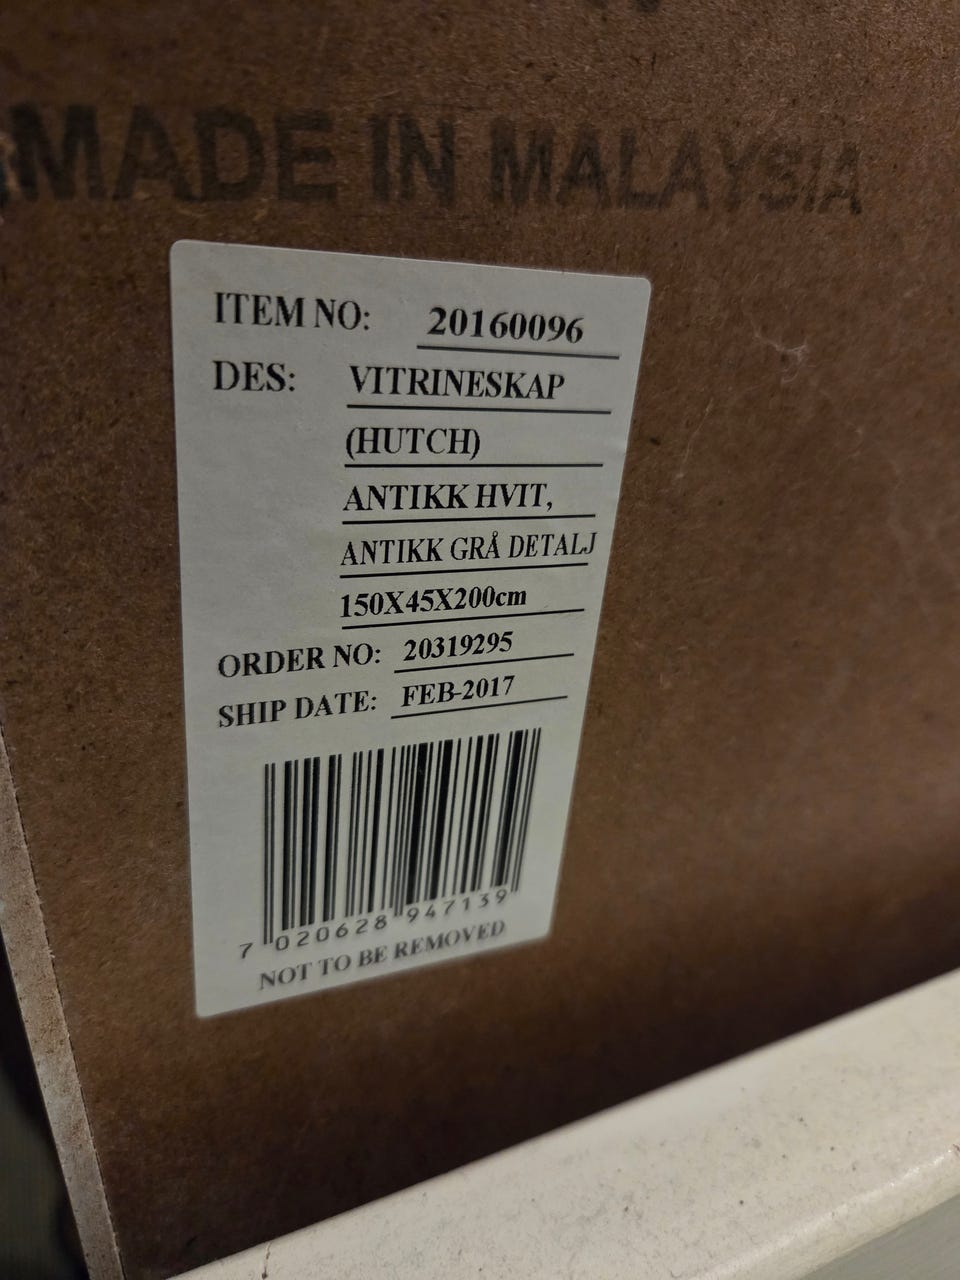 MADE IN MALAYSIA
ITEM NO: 20160096
DES: VITRINESKAP
(HUTCH)
ANTIKK HVIT,
ANTIKK GRÅ DETALJ
150X45X200cm
ORDER NO: 20319295
SHIP DATE: FEB-2017
7 020628 947139
NOT TO BE REMOVED